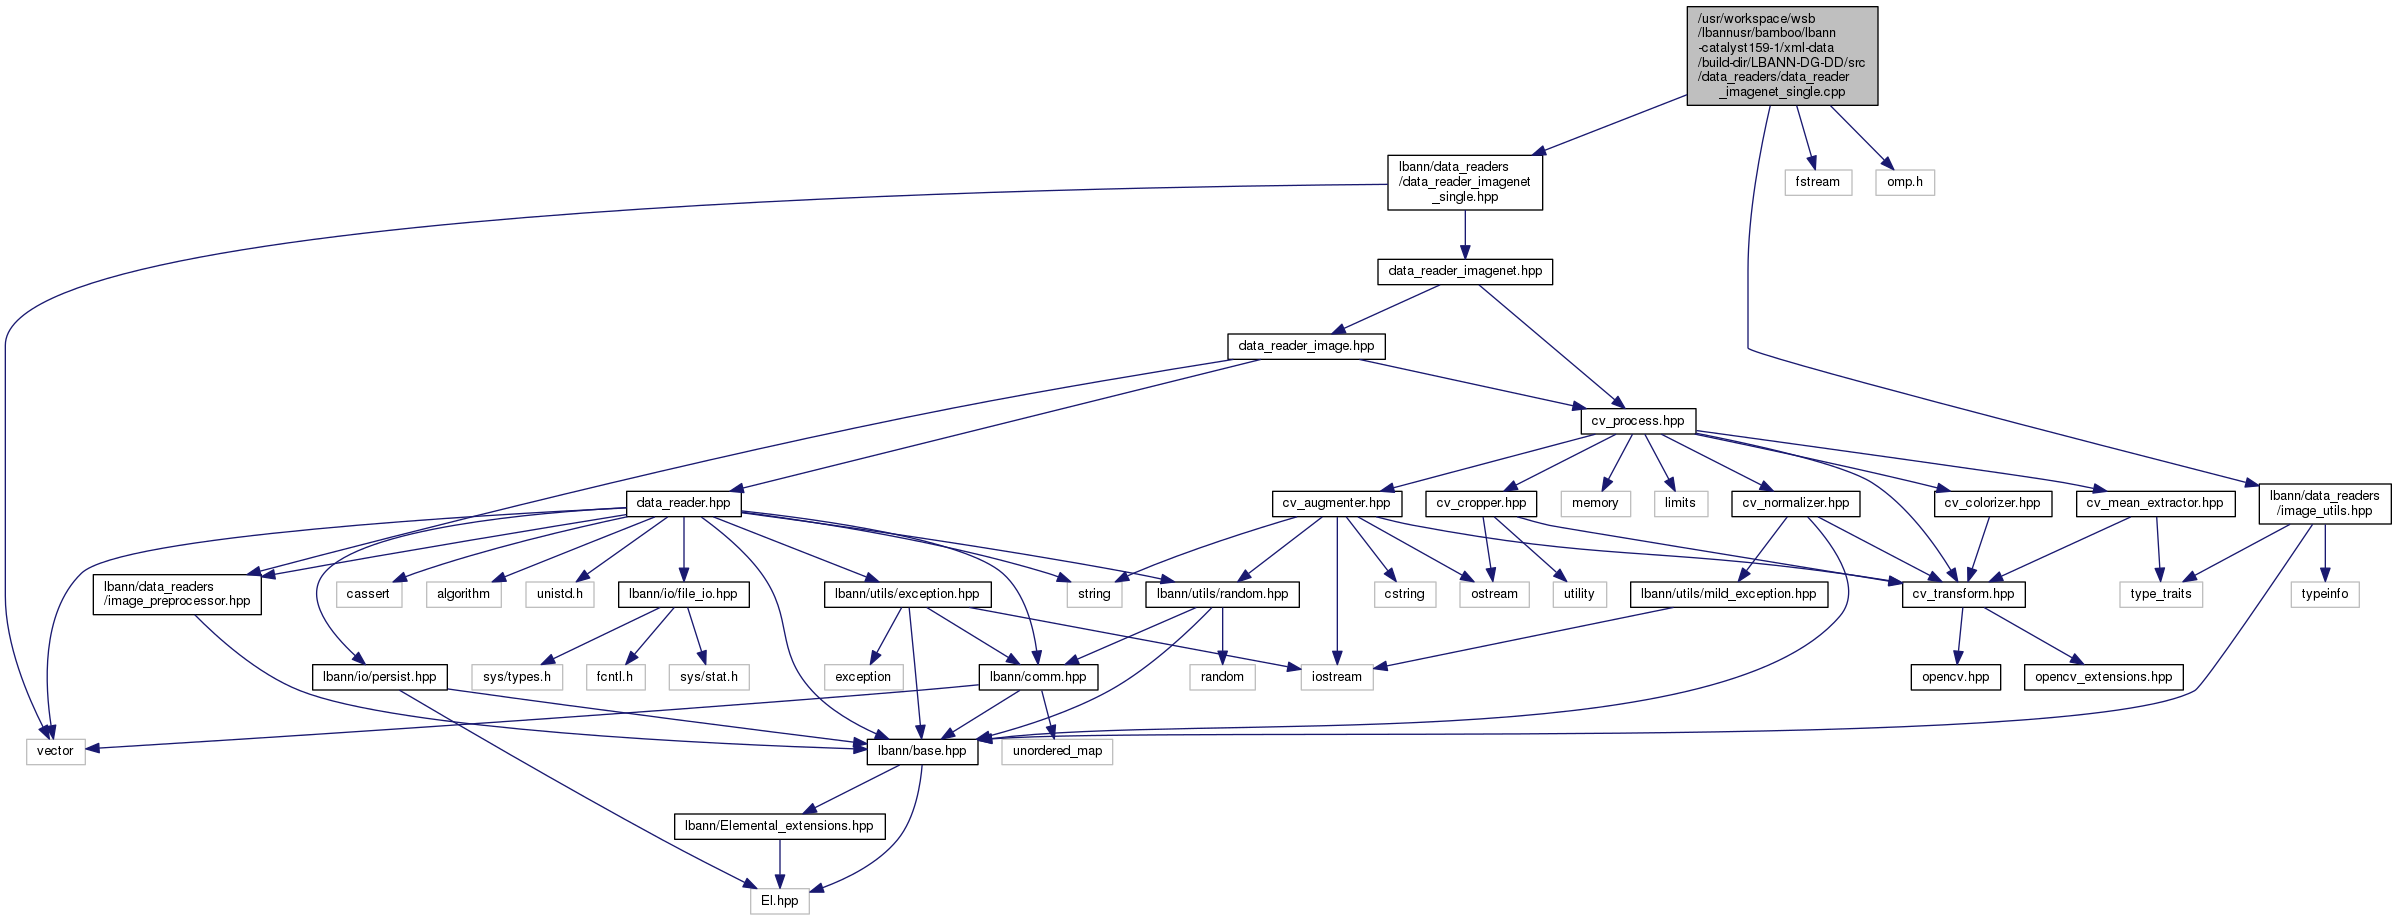 /usr/workspace/wsb
/lbannusr/bamboo/lbann
-catalyst159-1/xml-data
/build-dir/LBANN-DG-DD/src
/data_readers/data_reader
_imagenet_single.cpp
lbann/data_readers
/data_reader_imagenet
_single.hpp
fstream
omp.h
data_reader_imagenet.hpp
data_reader_image.hpp
cv_process.hpp
data_reader.hpp
cv_augmenter.hpp
cv_cropper.hpp
memory
limits
cv_normalizer.hpp
cv_colorizer.hpp
cv_mean_extractor.hpp
lbann/data_readers
/image_utils.hpp
lbann/data_readers
/image_preprocessor.hpp
cassert
algorithm
unistd.h
lbann/io/file_io.hpp
lbann/utils/exception.hpp
string
lbann/utils/random.hpp
cstring
ostream
utility
lbann/utils/mild_exception.hpp
cv_transform.hpp
type_traits
typeinfo
lbann/io/persist.hpp
sys/types.h
fcntl.h
sys/stat.h
exception
lbann/comm.hpp
random
iostream
opencv.hpp
opencv_extensions.hpp
vector
lbann/base.hpp
unordered_map
lbann/Elemental_extensions.hpp
El.hpp